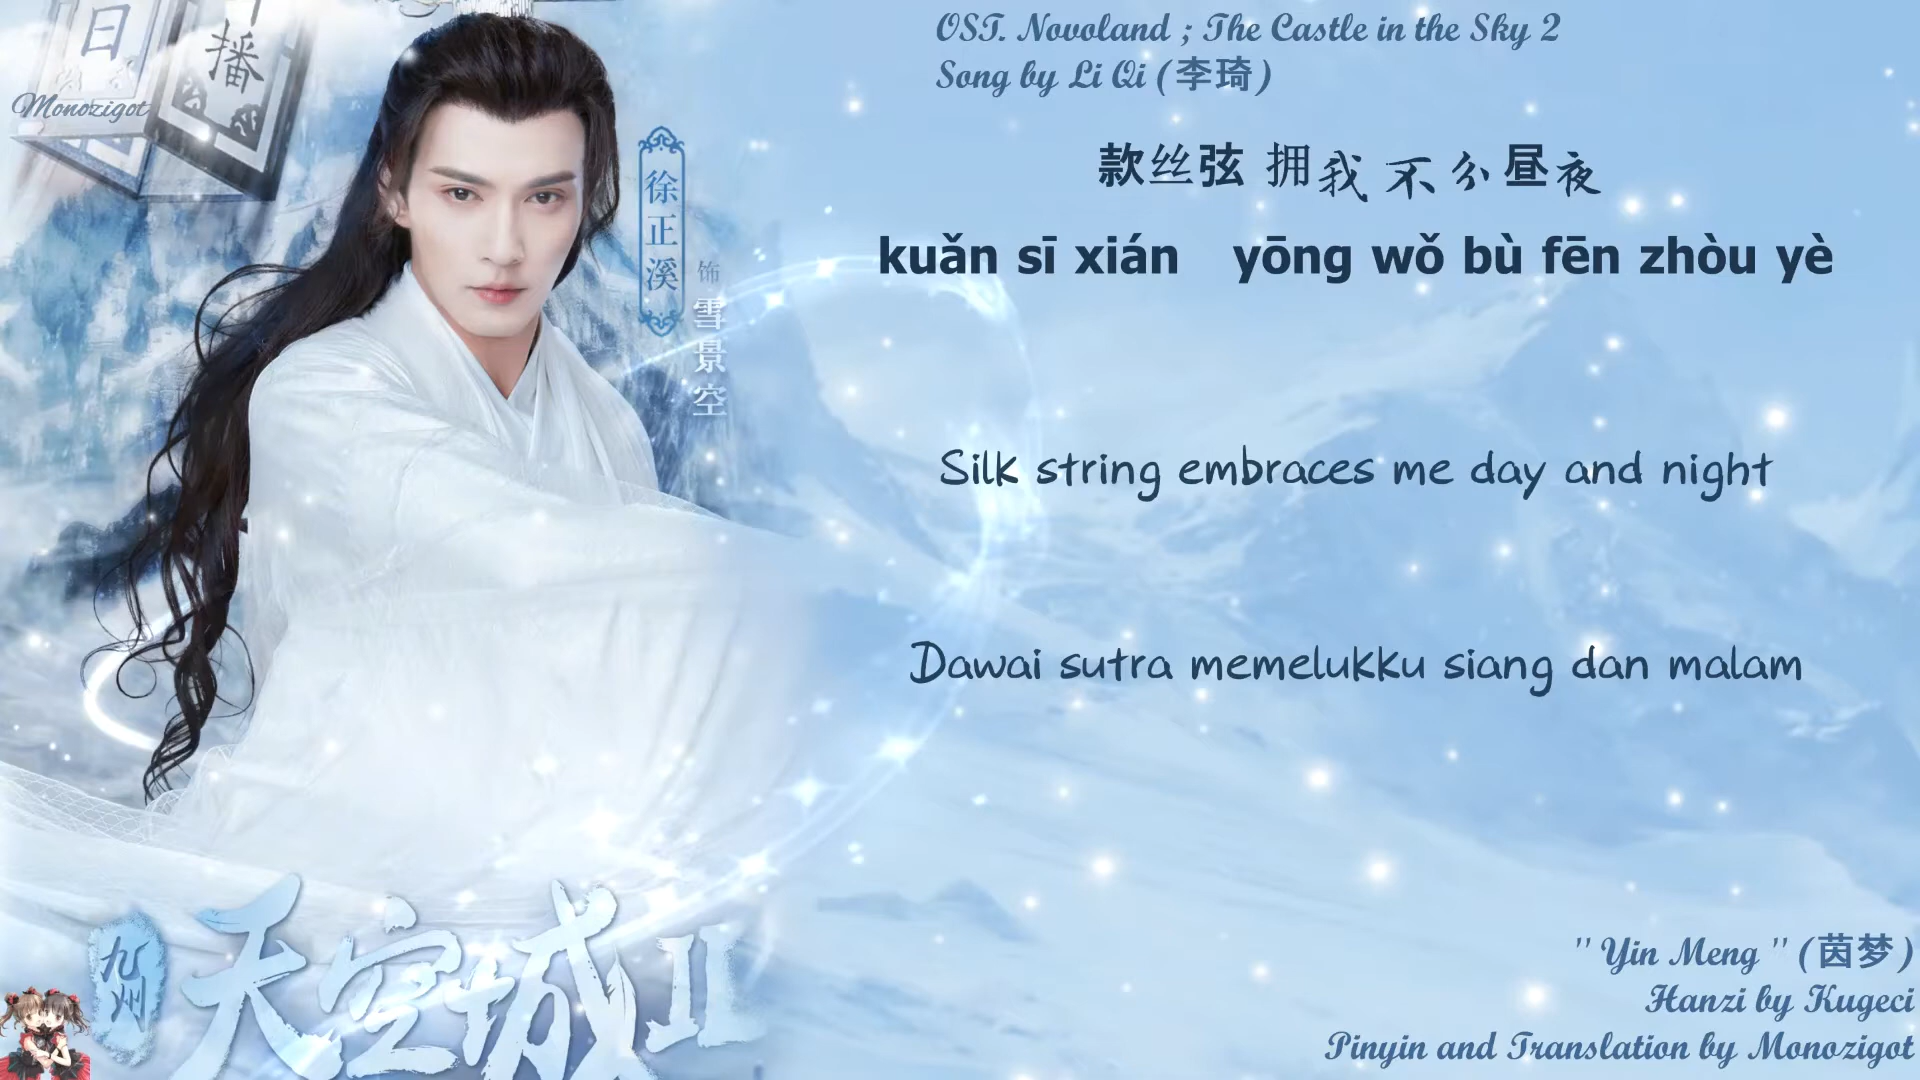 OST. Novoland ; The Castle in the Sky 2
Song by Li Qi (李琦)
日 播
Monozigot
款丝弦 拥我不分昼夜
kuǎn sī xián yōng wǒ bù fēn zhòu yè
徐正溪
饰
雪景空
Silk string embraces me day and night
Dawai sutra memelukku siang dan malam
九州
天空城II
" Yin Meng " (茵梦)
Hanzi by Kugeci
Pinyin and Translation by Monozigot